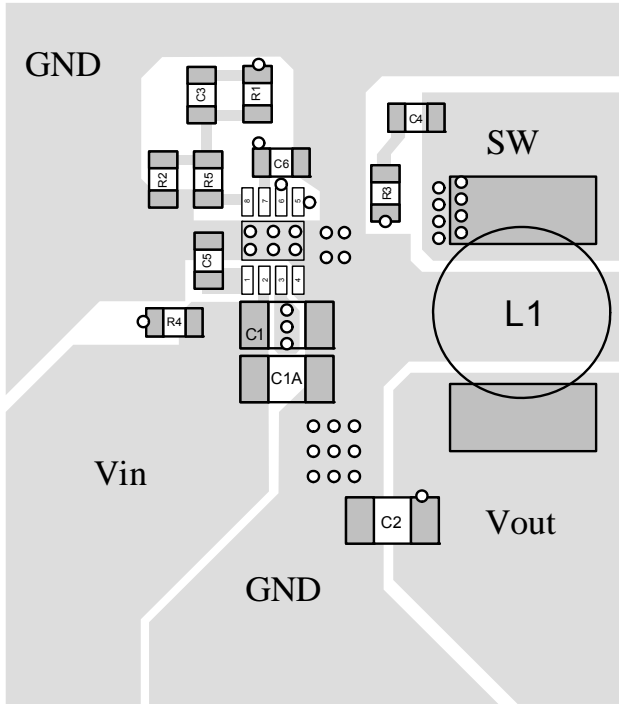 GND
C3
R1
C4
SW
C6
R2
R5
R3
8 7 6 5
C5
1 2 3 4
L1
R4
C1
C1A
Vin
C2
Vout
GND